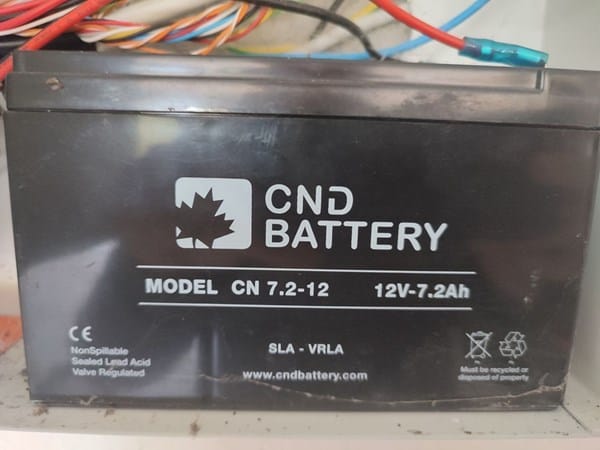 CND
BATTERY
MODEL CN 7.2-12 12V-7.2Ah
CE
NonSpillable
Sealed Lead Acid
Valve Regulated
SLA - VRLA
www.cndbattery.com
Must be recycled or
disposed of property